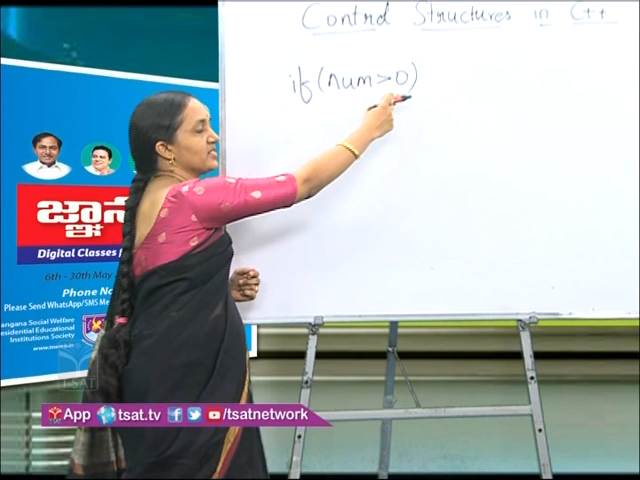 Control Structures in C++
if (num>0)
Digital Classes
6th - 30th May
Phone No
Please Send WhatsApp/SMS
Social Welfare
Residential Educational
Institutions Society
T-SAT
App tsat.tv /tsatnetwork